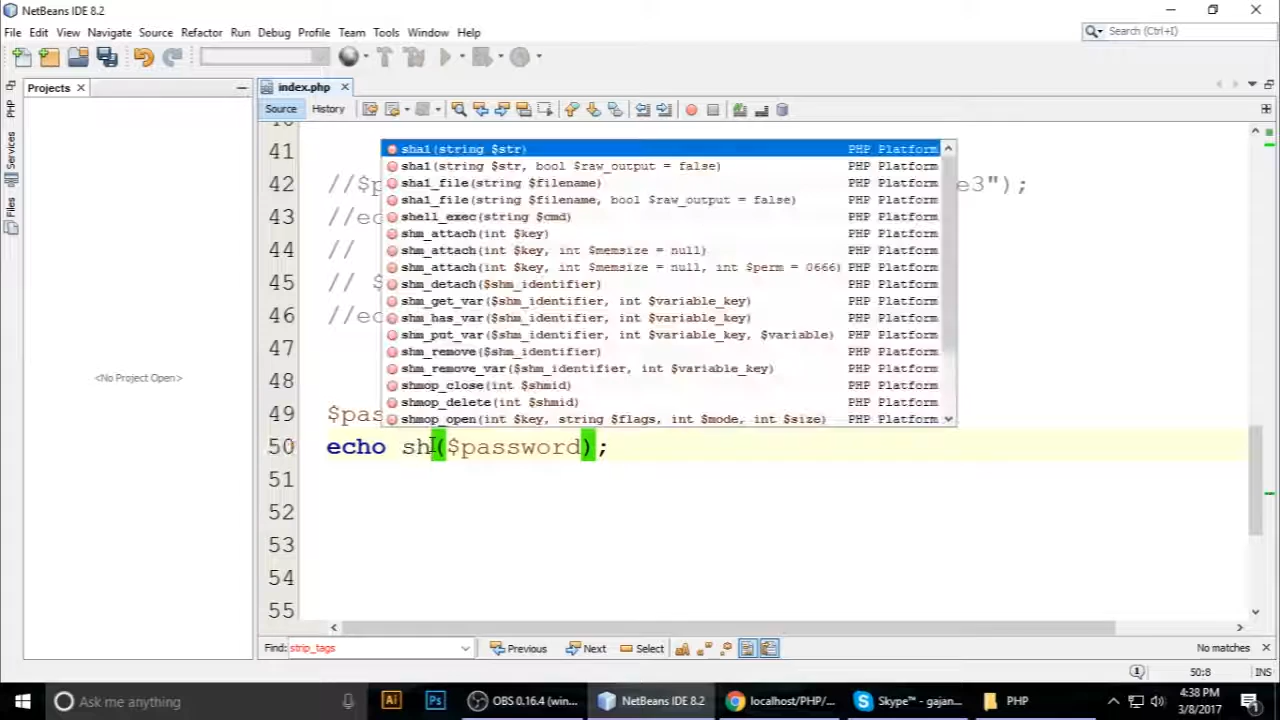 NetBeans IDE 8.2
File Edit View Navigate Source Refactor Run Debug Profile Team Tools Window Help
Search (Ctrl+I)
Projects
index.php
PHP
Services
Files
Source History
<No Project Open>
41
42 //$p e3");
43 //ec
44 //
45 // $
46 //ec
47
48
49 $pas
50 echo sh($password);
51
52
53
54
55
sha1(string $str) PHP Platform
sha1(string $str, bool $raw_output = false) PHP Platform
sha1_file(string $filename) PHP Platform
sha1_file(string $filename, bool $raw_output = false) PHP Platform
shell_exec(string $cmd) PHP Platform
shm_attach(int $key) PHP Platform
shm_attach(int $key, int $memsize = null) PHP Platform
shm_attach(int $key, int $memsize = null, int $perm = 0666) PHP Platform
shm_detach($shm_identifier) PHP Platform
shm_get_var($shm_identifier, int $variable_key) PHP Platform
shm_has_var($shm_identifier, int $variable_key) PHP Platform
shm_put_var($shm_identifier, int $variable_key, $variable) PHP Platform
shm_remove($shm_identifier) PHP Platform
shm_remove_var($shm_identifier, int $variable_key) PHP Platform
shmop_close(int $shmid) PHP Platform
shmop_delete(int $shmid) PHP Platform
shmop_open(int $key, string $flags, int $mode, int $size) PHP Platform
Find: strip_tags Previous Next Select No matches
50:8 INS
Ask me anything
Ai
Ps
OBS 0.16.4 (win...
NetBeans IDE 8.2
localhost/PHP/...
Skype™ - gajan...
PHP
4:38 PM
3/8/2017